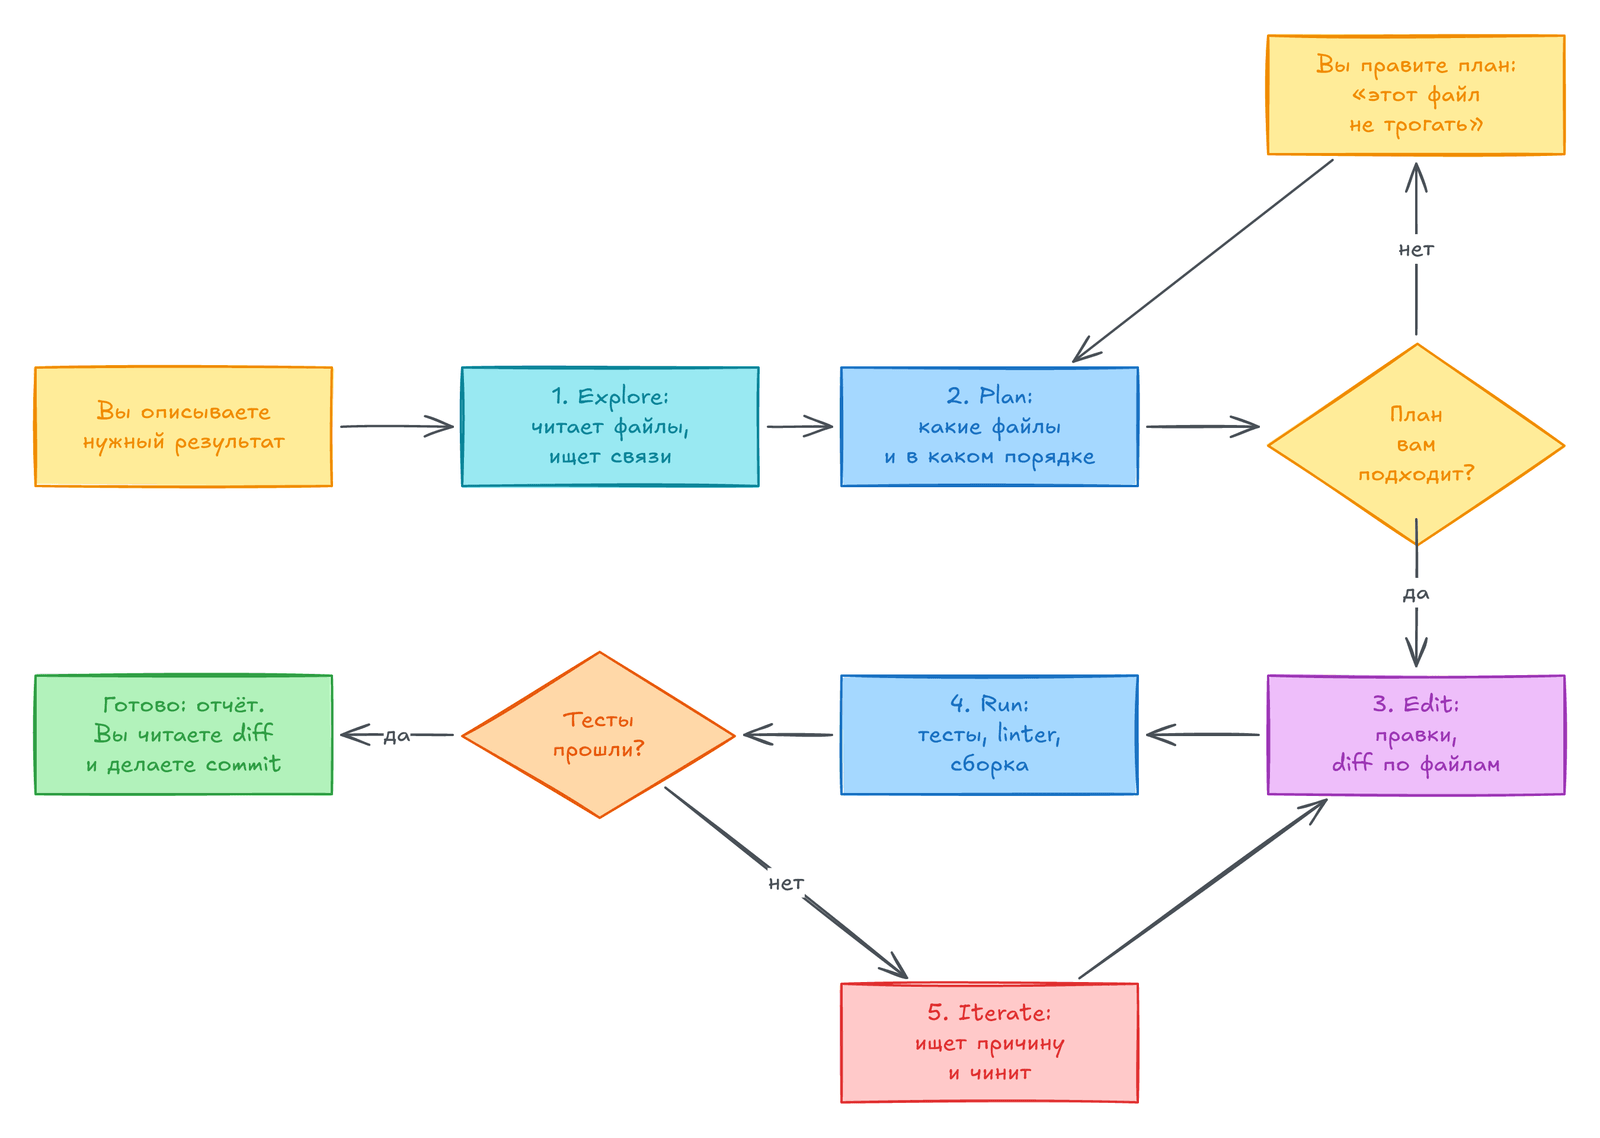 Вы правите план:
«этот файл
не трогать»
нет
Вы описываете
нужный результат
1. Explore:
читает файлы,
ищет связи
2. Plan:
какие файлы
и в каком порядке
План
вам
подходит?
да
Готово: отчёт.
Вы читаете diff
и делаете commit
да
Тесты
прошли?
4. Run:
тесты, linter,
сборка
3. Edit:
правки,
diff по файлам
нет
5. Iterate:
ищет причину
и чинит